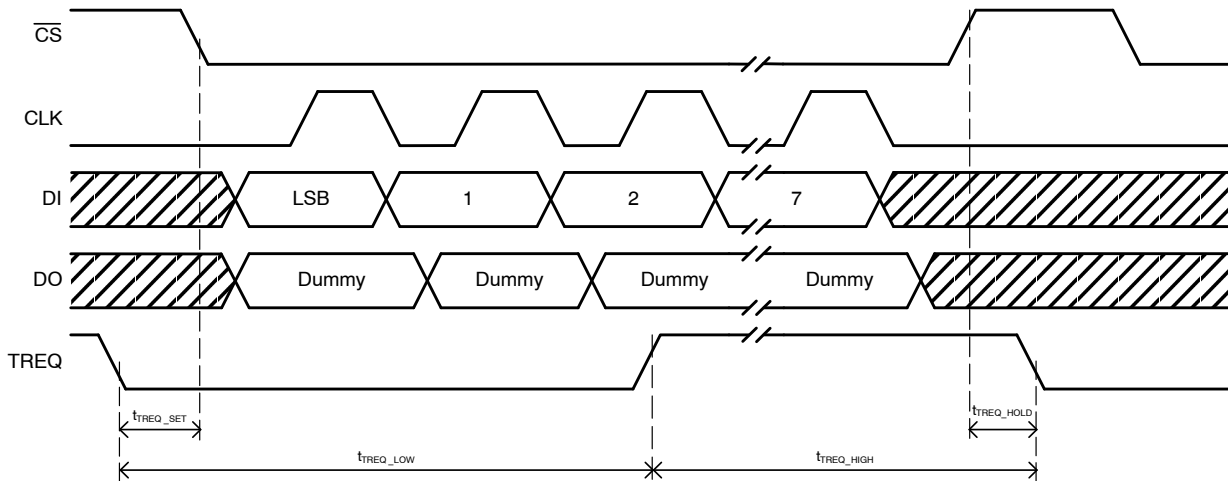 CS
CLK
DI LSB 1 2 7
DO Dummy Dummy Dummy Dummy
TREQ
tTREQ_SET tTREQ_HOLD
tTREQ_LOW tTREQ_HIGH